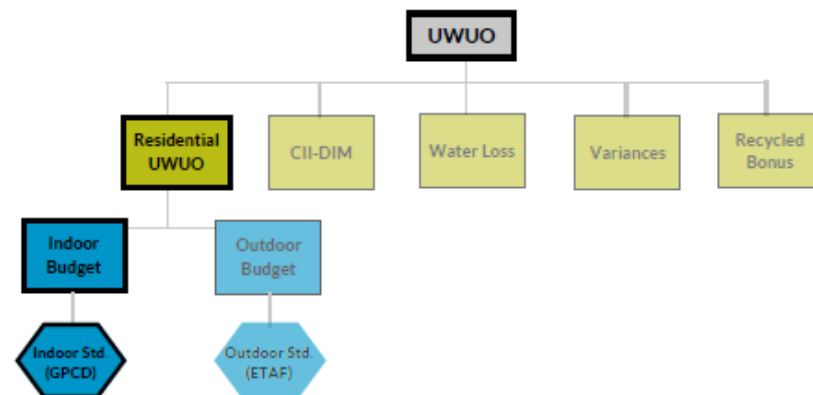 UWUO
Residential
UWUO
CII-DIM
Water Loss
Variances
Recycled
Bonus
Indoor
Budget
Outdoor
Budget
Indoor Std.
(GPCD)
Outdoor Std.
(ETAF)